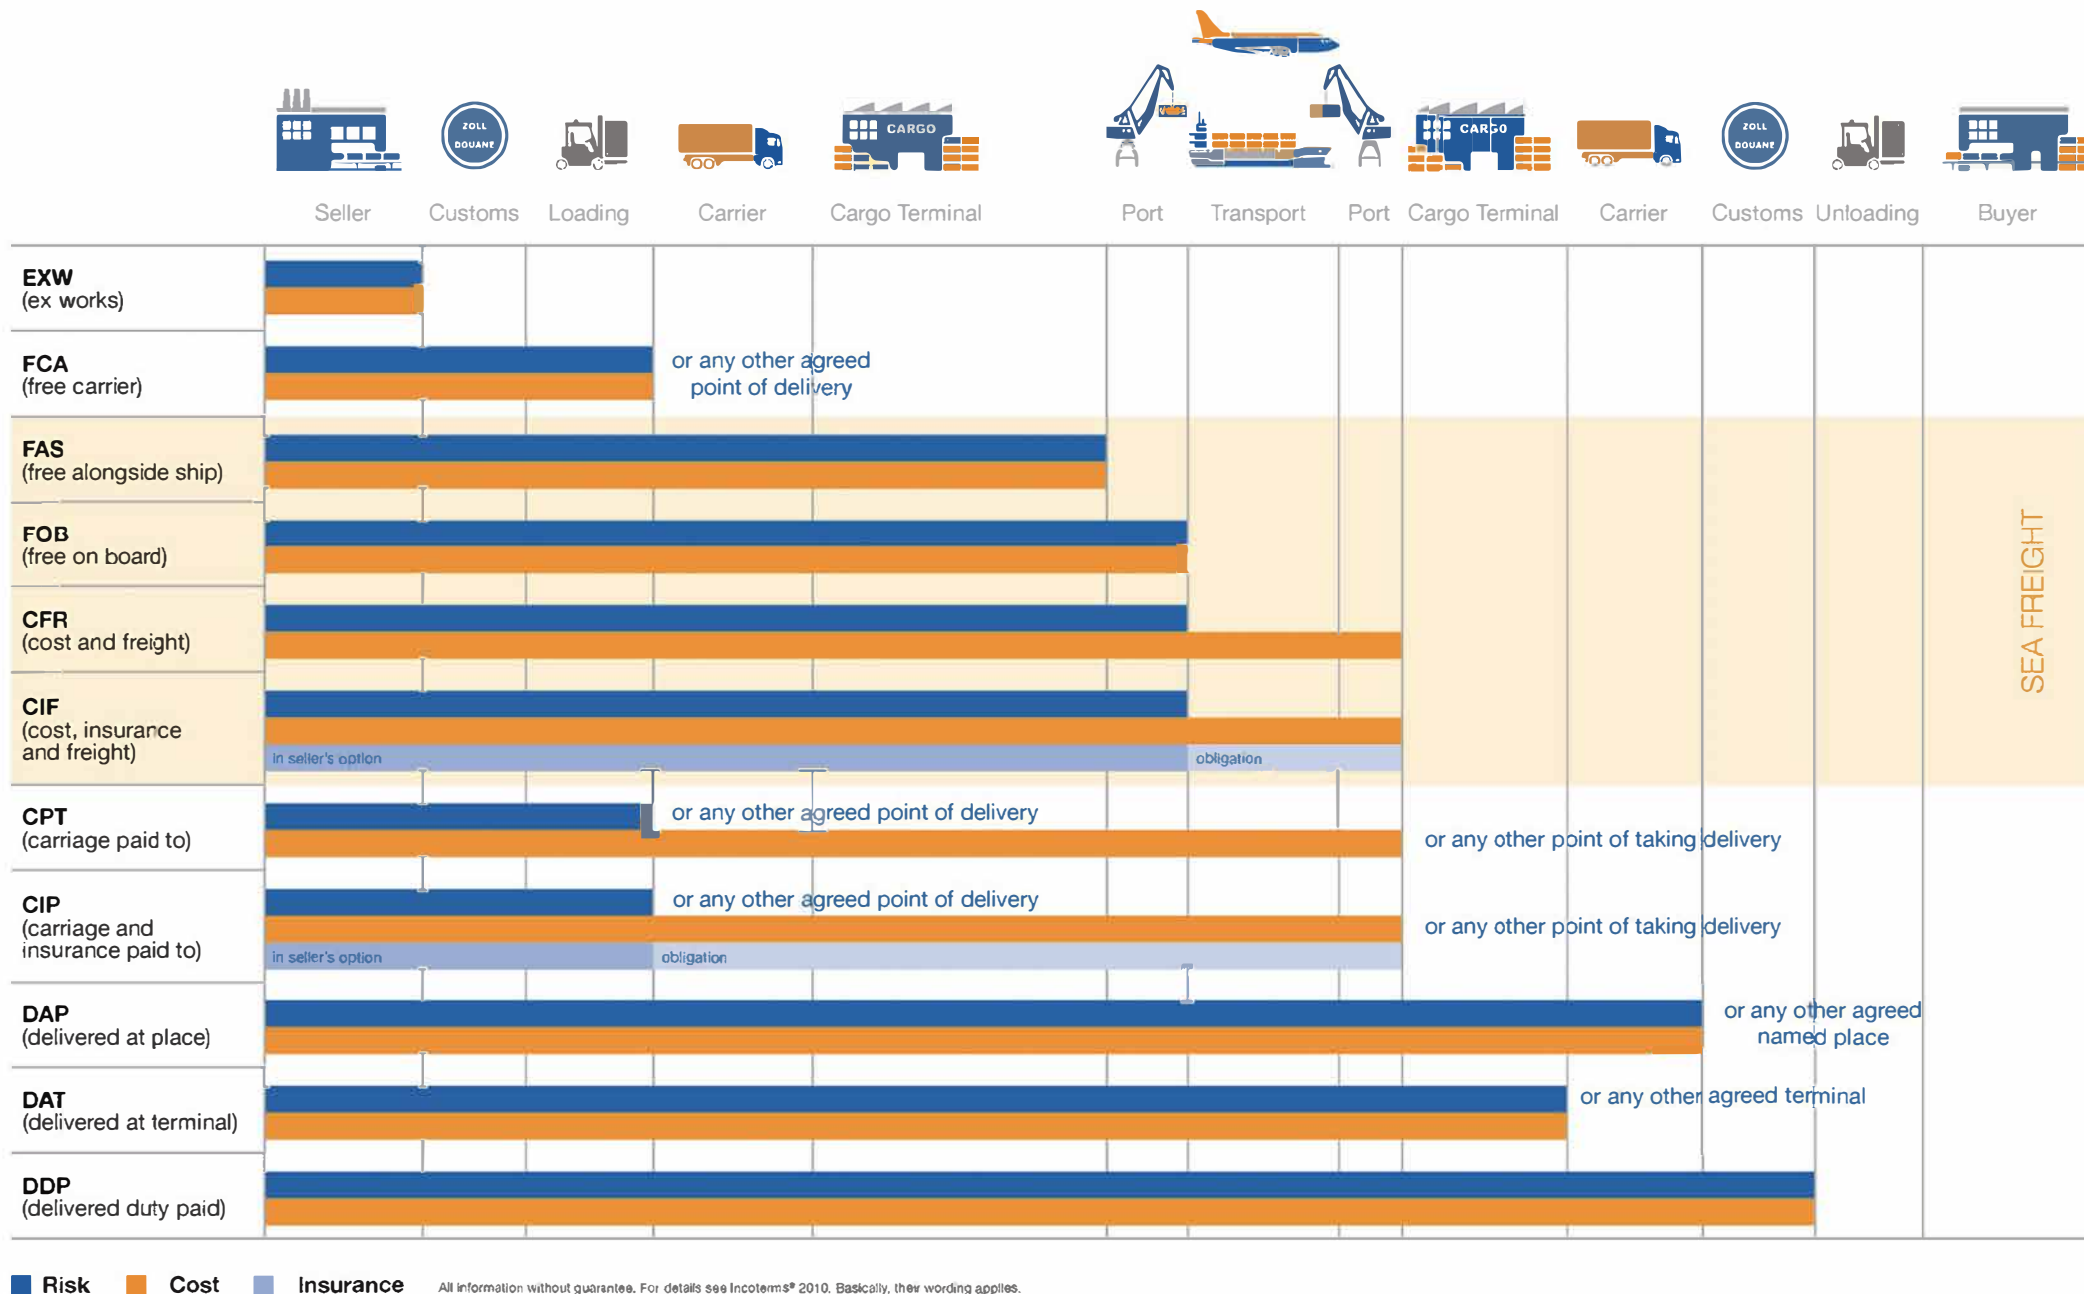 ZOLL
DOUANE
CARGO
CARGO
ZOLL
DOUANE
Seller Customs Loading Carrier Cargo Terminal Port Transport Port Cargo Terminal Carrier Customs Unloading Buyer
EXW
(ex works)
FCA
(free carrier)
or any other agreed
point of delivery
FAS
(free alongside ship)
FOB
(free on board)
CFR
(cost and freight)
CIF
(cost, insurance
and freight)
in seller's option obligation
SEA FREIGHT
CPT
(carriage paid to)
or any other agreed point of delivery
or any other point of taking delivery
CIP
(carriage and
insurance paid to)
or any other agreed point of delivery
or any other point of taking delivery
in seller's option obligation
DAP
(delivered at place)
or any other agreed
named place
DAT
(delivered at terminal)
or any other agreed terminal
DDP
(delivered duty paid)
Risk Cost Insurance All information without guarantee. For details see Incoterms® 2010. Basically, their wording applies.